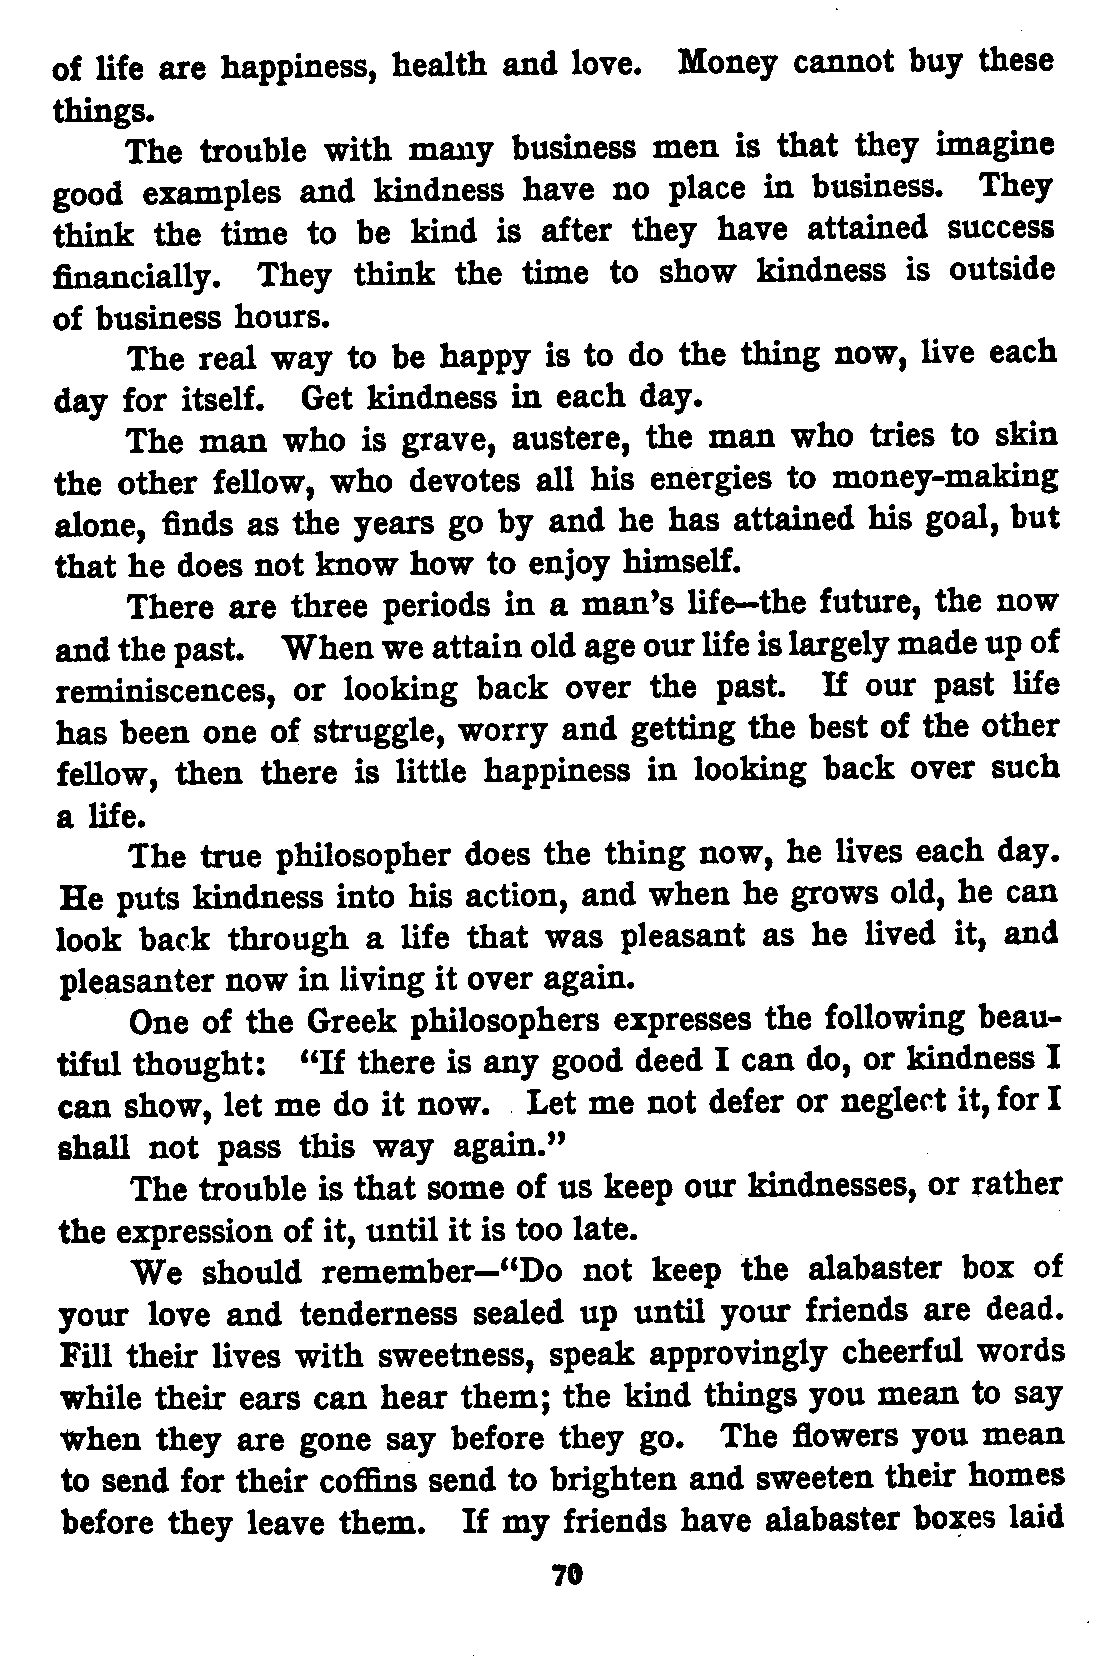 of life are happiness, health and love. Money cannot buy these
things.
The trouble with many business men is that they imagine
good examples and kindness have no place in business. They
think the time to be kind is after they have attained success
financially. They think the time to show kindness is outside
of business hours.
The real way to be happy is to do the thing now, live each
day for itself. Get kindness in each day.
The man who is grave, austere, the man who tries to skin
the other fellow, who devotes all his energies to money-making
alone, finds as the years go by and he has attained his goal, but
that he does not know how to enjoy himself.
There are three periods in a man's life—the future, the now
and the past. When we attain old age our life is largely made up of
reminiscences, or looking back over the past. If our past life
has been one of struggle, worry and getting the best of the other
fellow, then there is little happiness in looking back over such
a life.
The true philosopher does the thing now, he lives each day.
He puts kindness into his action, and when he grows old, he can
look back through a life that was pleasant as he lived it, and
pleasanter now in living it over again.
One of the Greek philosophers expresses the following beau-
tiful thought: "If there is any good deed I can do, or kindness I
can show, let me do it now. Let me not defer or neglect it, for I
shall not pass this way again."
The trouble is that some of us keep our kindnesses, or rather
the expression of it, until it is too late.
We should remember—"Do not keep the alabaster box of
your love and tenderness sealed up until your friends are dead.
Fill their lives with sweetness, speak approvingly cheerful words
while their ears can hear them; the kind things you mean to say
when they are gone say before they go. The flowers you mean
to send for their coffins send to brighten and sweeten their homes
before they leave them. If my friends have alabaster boxes laid
70